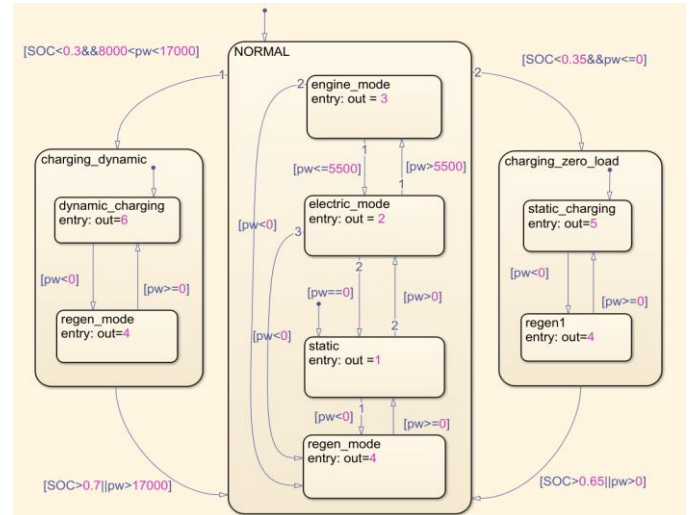 [SOC<0.3&&8000<pw<17000]
1
NORMAL
2
[SOC<0.35&&pw<=0]
2
engine_mode
entry: out = 3
1
[pw<=5500]
[pw>5500]
1
charging_dynamic
dynamic_charging
entry: out=6
[pw<0]
[pw>=0]
regen_mode
entry: out=4
[pw<0]
electric_mode
entry: out = 2
3
2
[pw==0]
[pw>0]
2
[pw<0]
static
entry: out =1
1
[pw<0]
[pw>=0]
regen_mode
entry: out=4
charging_zero_load
static_charging
entry: out=5
[pw<0]
[pw>=0]
regen1
entry: out=4
[SOC>0.7||pw>17000]
[SOC>0.65||pw>0]